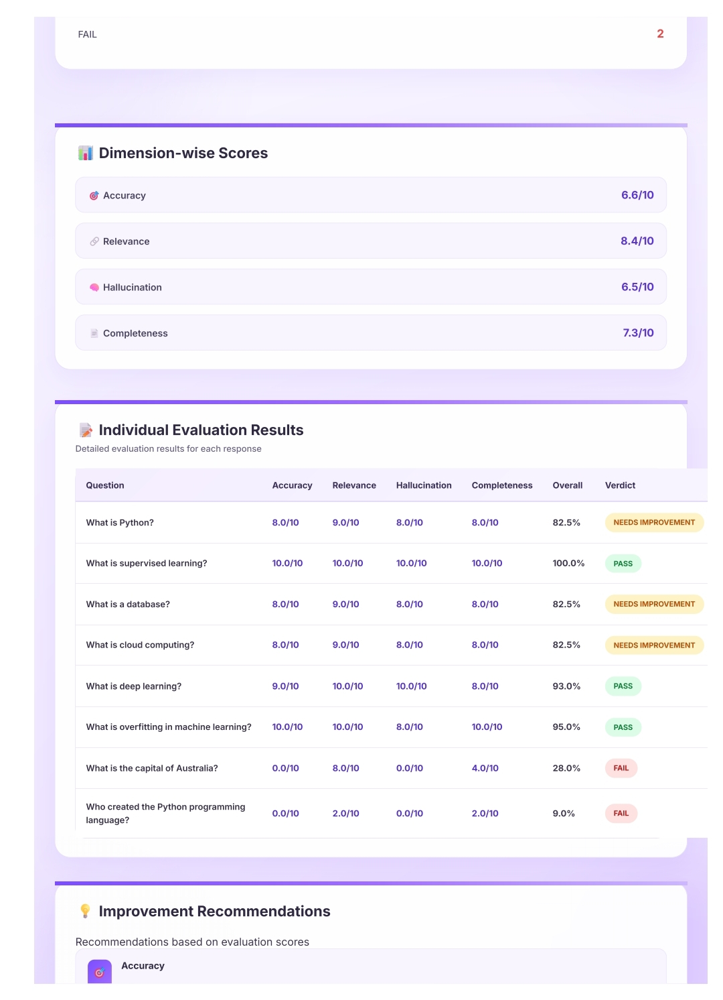 FAIL 2
Dimension-wise Scores
Accuracy 6.6/10
Relevance 8.4/10
Hallucination 6.5/10
Completeness 7.3/10
Individual Evaluation Results
Detailed evaluation results for each response
Question Accuracy Relevance Hallucination Completeness Overall Verdict
What is Python? 8.0/10 9.0/10 8.0/10 8.0/10 82.5% NEEDS IMPROVEMENT
What is supervised learning? 10.0/10 10.0/10 10.0/10 10.0/10 100.0% PASS
What is a database? 8.0/10 9.0/10 8.0/10 8.0/10 82.5% NEEDS IMPROVEMENT
What is cloud computing? 8.0/10 9.0/10 8.0/10 8.0/10 82.5% NEEDS IMPROVEMENT
What is deep learning? 9.0/10 10.0/10 10.0/10 8.0/10 93.0% PASS
What is overfitting in machine learning? 10.0/10 10.0/10 8.0/10 10.0/10 95.0% PASS
What is the capital of Australia? 0.0/10 8.0/10 0.0/10 4.0/10 28.0% FAIL
Who created the Python programming
language? 0.0/10 2.0/10 0.0/10 2.0/10 9.0% FAIL
Improvement Recommendations
Recommendations based on evaluation scores
Accuracy